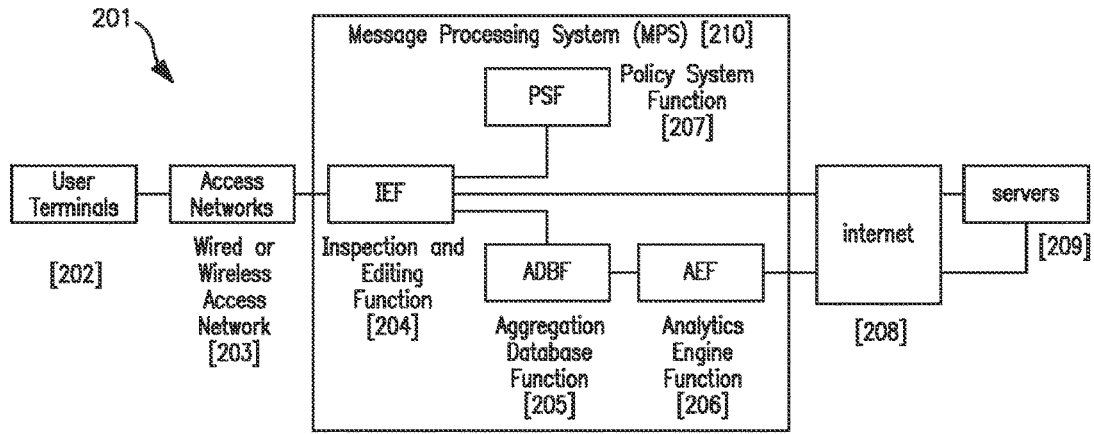 201
Message Processing System (MPS) [210]
PSF
Policy System
Function
[207]
User
Terminals
[202]
Access
Networks
Wired or
Wireless
Access
Network
[203]
IEF
Inspection and
Editing
Function
[204]
ADBF
Aggregation
Database
Function
[205]
AEF
Analytics
Engine
Function
[206]
internet
[208]
servers
[209]